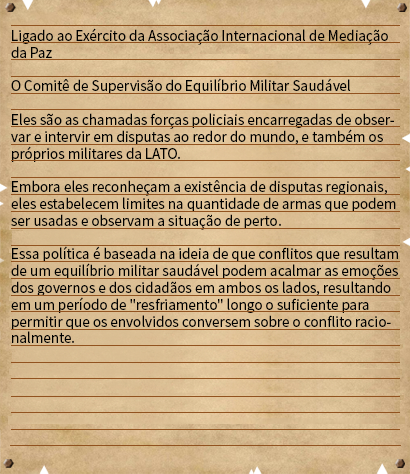 Ligado ao Exército da Associação Internacional de Mediação
da Paz
O Comitê de Supervisão do Equilíbrio Militar Saudável
Eles são as chamadas forças policiais encarregadas de obser-
var e intervir em disputas ao redor do mundo, e também os
próprios militares da LATO.
Embora eles reconheçam a existência de disputas regionais,
eles estabelecem limites na quantidade de armas que podem
ser usadas e observam a situação de perto.
Essa política é baseada na ideia de que conflitos que resultam
de um equilíbrio militar saudável podem acalmar as emoções
dos governos e dos cidadãos em ambos os lados, resultando
em um período de "resfriamento" longo o suficiente para
permitir que os envolvidos conversem sobre o conflito racio-
nalmente.